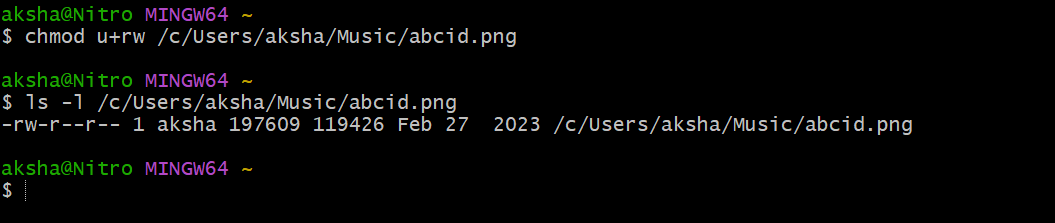 aksha@Nitro MINGW64 ~
$ chmod u+rw /c/Users/aksha/Music/abcid.png
aksha@Nitro MINGW64 ~
$ ls -l /c/Users/aksha/Music/abcid.png
-rw-r--r-- 1 aksha 197609 119426 Feb 27  2023 /c/Users/aksha/Music/abcid.png
aksha@Nitro MINGW64 ~
$